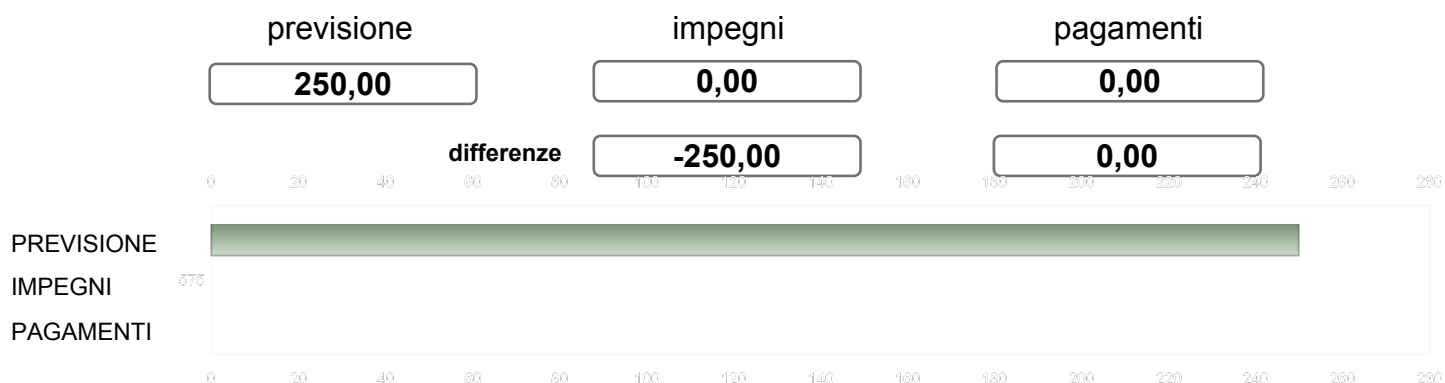 previsione impegni pagamenti
250,00 0,00 0,00
differenze -250,00 0,00
0 20 40 60 80 100 120 140 160 180 200 220 240 260 280
PREVISIONE
575
IMPEGNI
PAGAMENTI
0 20 40 60 80 100 120 140 160 180 200 220 240 260 280